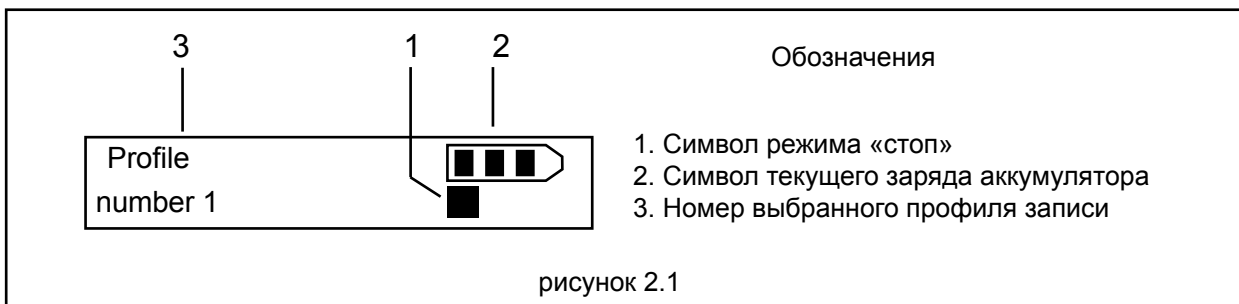 3 1 2
Обозначения
Profile
number 1
1. Символ режима «стоп»
2. Символ текущего заряда аккумулятора
3. Номер выбранного профиля записи
рисунок 2.1